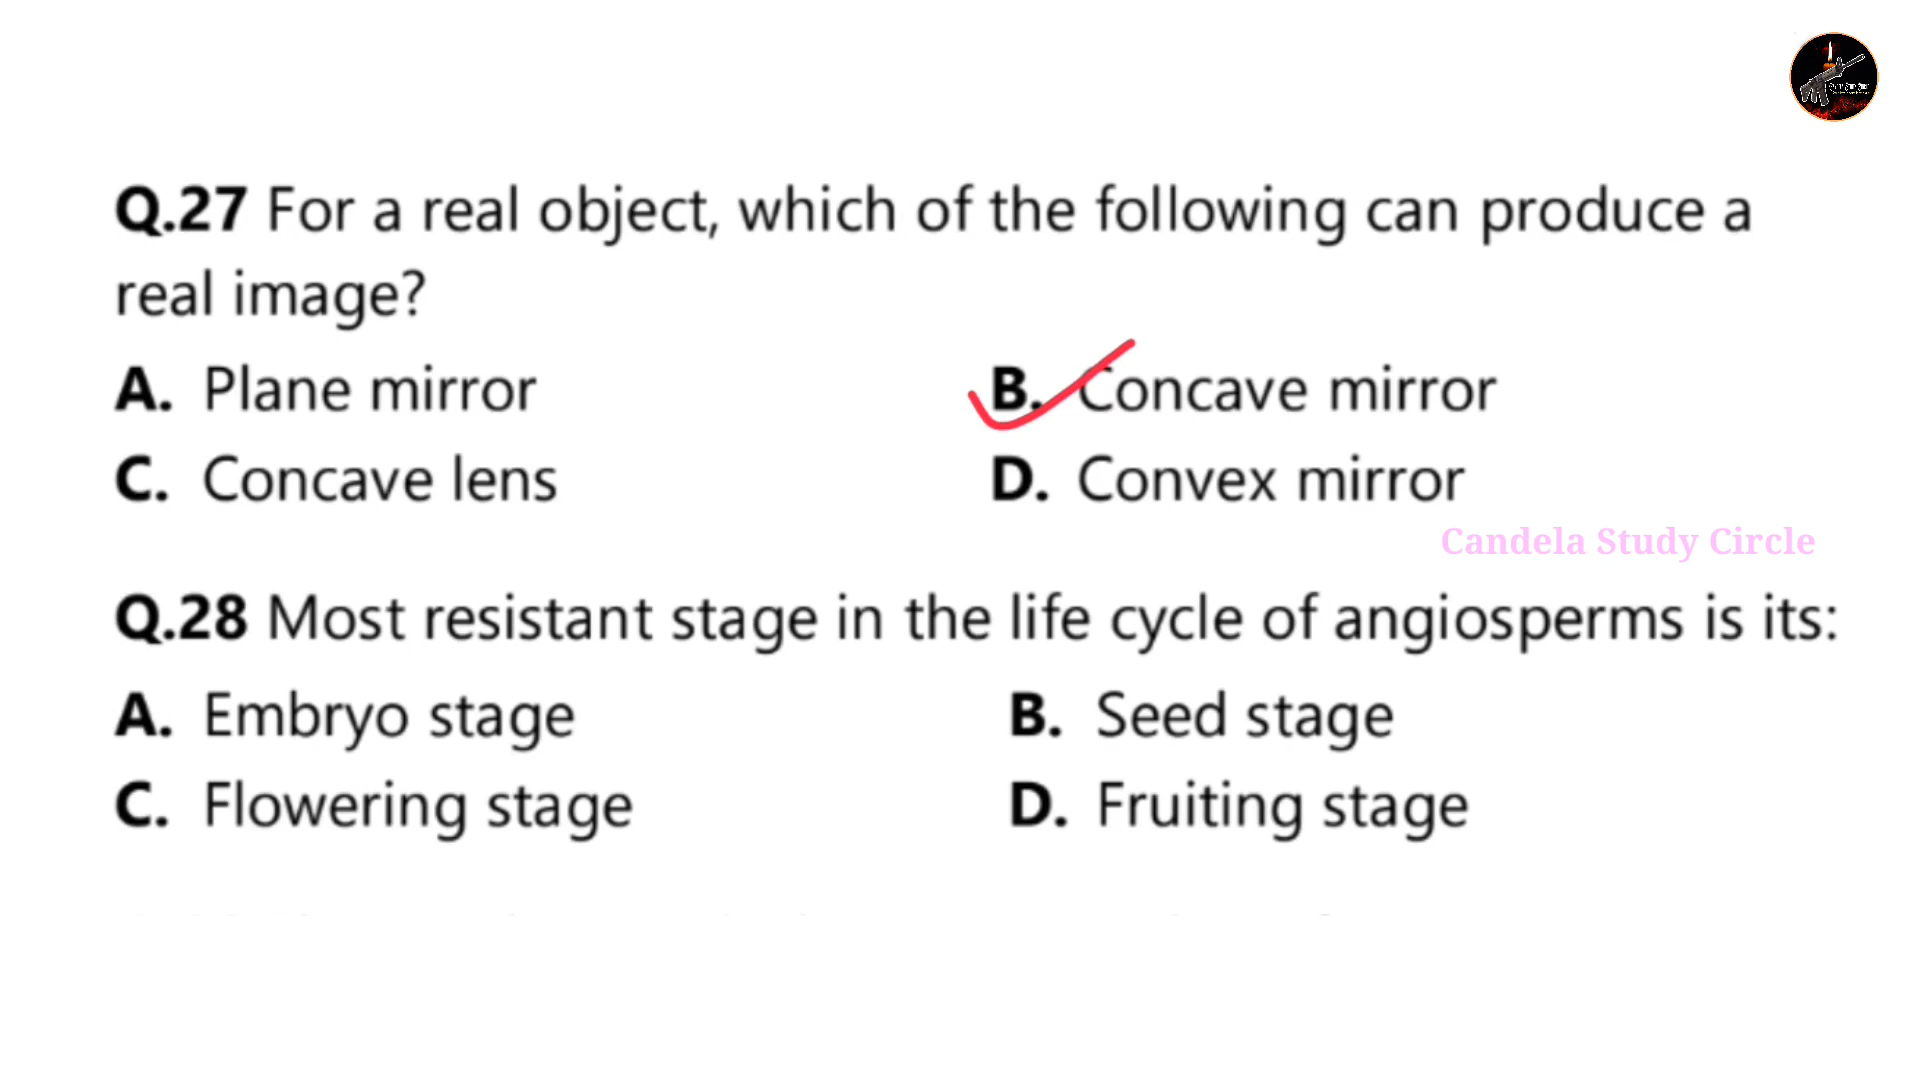 Q.27 For a real object, which of the following can produce a
real image?
A. Plane mirror B. Concave mirror
C. Concave lens D. Convex mirror
Candela Study Circle
Q.28 Most resistant stage in the life cycle of angiosperms is its:
A. Embryo stage B. Seed stage
C. Flowering stage D. Fruiting stage